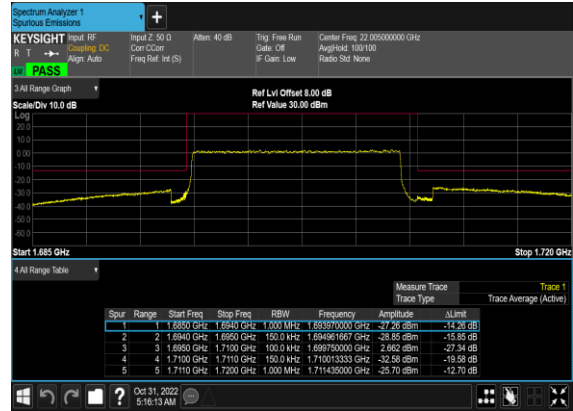 Spectrum Analyzer 1
Spurious Emissions
+
KEYSIGHT Input: RF Input Z: 50 Ω Atten: 40 dB Trig: Free Run Center Freq: 22.005000000 GHz
R T Coupling: DC Corr CCorr Gate: Off Avg|Hold: 100/100
Align: Auto Freq Ref: Int (S) IF Gain: Low Radio Std: None
PASS
3 All Range Graph
Ref Lvl Offset 8.00 dB
Scale/Div 10.0 dB Ref Value 30.00 dBm
Log
20.0
10.0
0.00
-10.0
-20.0
-30.0
-40.0
-50.0
-60.0
Start 1.685 GHz Stop 1.720 GHz
4 All Range Table
Measure Trace Trace 1
Trace Type Trace Average (Active)
Spur Range Start Freq Stop Freq RBW Frequency Amplitude ΔLimit
1 1 1.6850 GHz 1.6940 GHz 1.000 MHz 1.693970000 GHz -27.26 dBm -14.26 dB
2 2 1.6940 GHz 1.6950 GHz 150.0 kHz 1.694961667 GHz -28.85 dBm -15.85 dB
3 3 1.6950 GHz 1.7100 GHz 100.0 kHz 1.699750000 GHz 2.662 dBm -27.34 dB
4 4 1.7100 GHz 1.7110 GHz 150.0 kHz 1.710013333 GHz -32.58 dBm -19.58 dB
5 5 1.7110 GHz 1.7200 GHz 1.000 MHz 1.711435000 GHz -25.70 dBm -12.70 dB
? Oct 31, 2022
5:16:13 AM